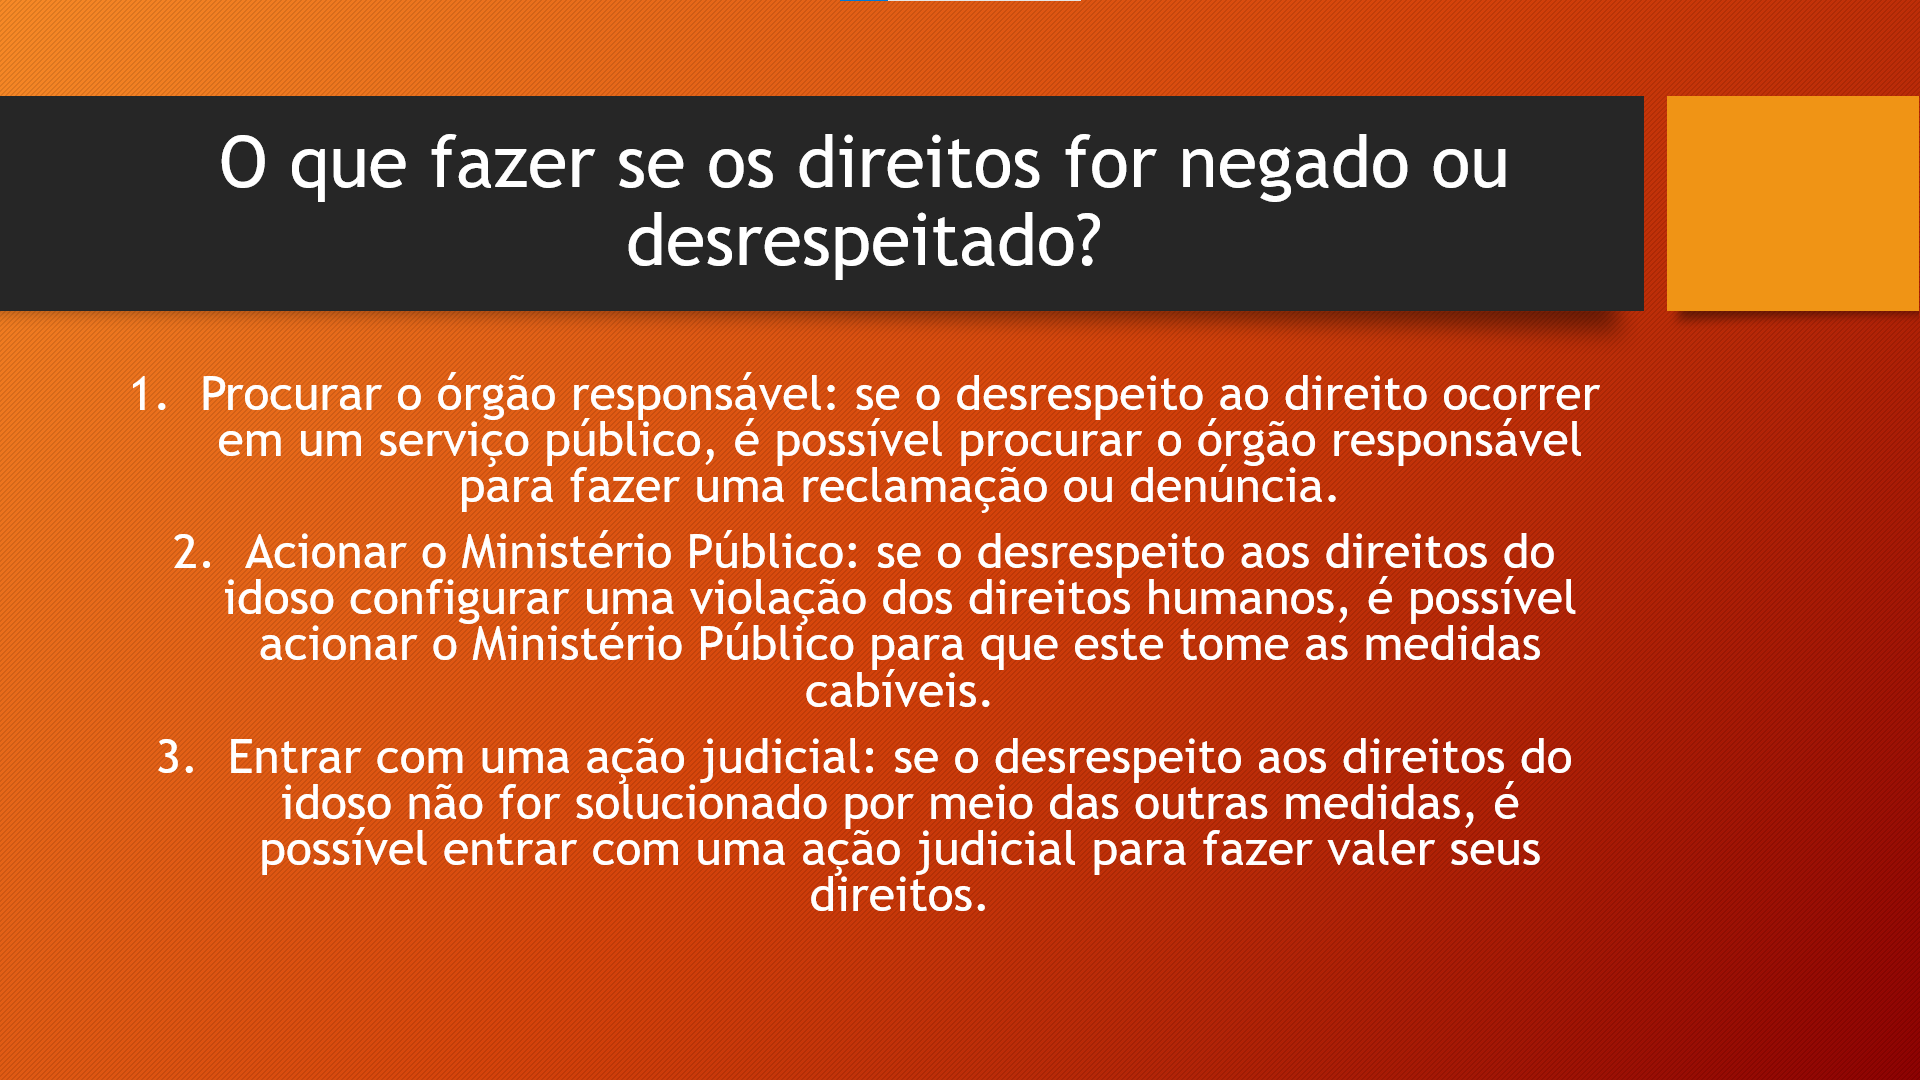 O que fazer se os direitos for negado ou
desrespeitado?
1. Procurar o órgão responsável: se o desrespeito ao direito ocorrer
em um serviço público, é possível procurar o órgão responsável
para fazer uma reclamação ou denúncia.
2. Acionar o Ministério Público: se o desrespeito aos direitos do
idoso configurar uma violação dos direitos humanos, é possível
acionar o Ministério Público para que este tome as medidas
cabíveis.
3. Entrar com uma ação judicial: se o desrespeito aos direitos do
idoso não for solucionado por meio das outras medidas, é
possível entrar com uma ação judicial para fazer valer seus
direitos.